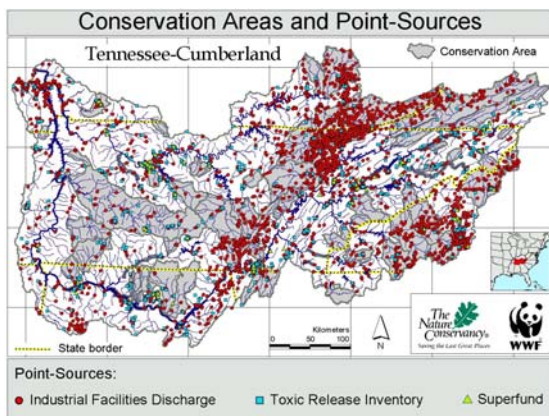 Conservation Areas and Point-Sources
Tennessee-Cumberland
Conservation Area
State border
Kilometers
0 50 100
N
The
Nature
Conservancy®
Saving the Last Great Places
WWF
Point-Sources:
Industrial Facilities Discharge
Toxic Release Inventory
Superfund